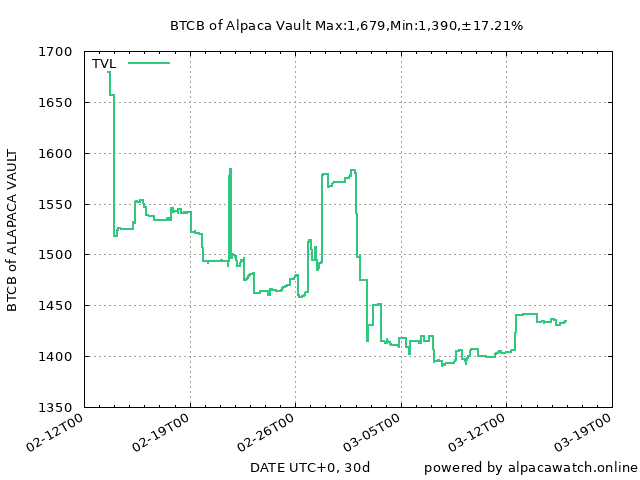 BTCB of Alpaca Vault Max:1,679,Min:1,390,±17.21%
1700
TVL
1650
1600
1550
1500
1450
1400
1350
BTCB of ALAPACA VAULT
02-12T00
02-19T00
02-26T00
03-05T00
03-12T00
03-19T00
DATE UTC+0, 30d
powered by alpacawatch.online